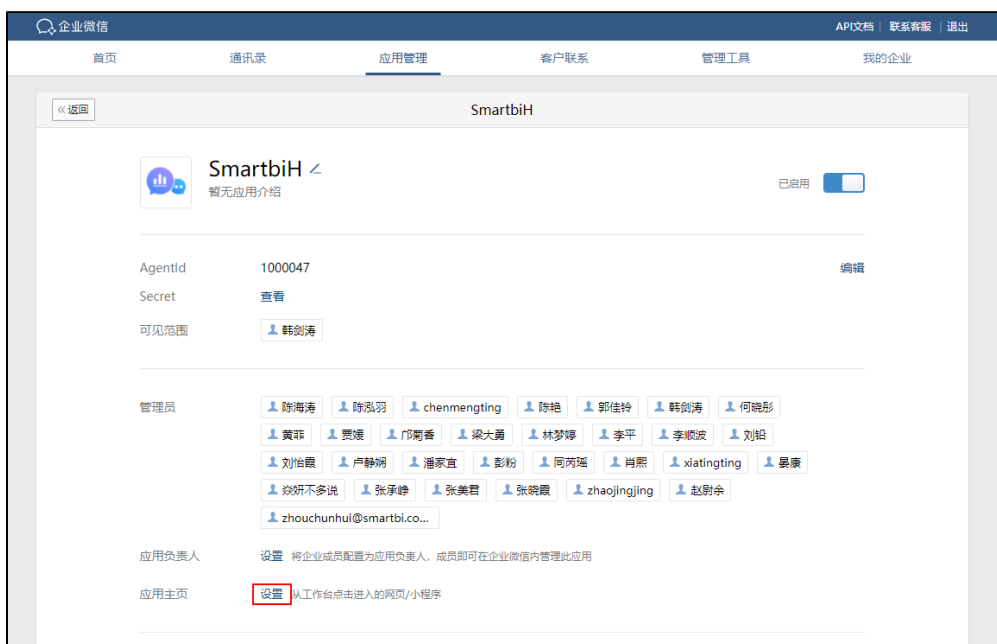 企业微信 API文档 | 联系客服 | 退出
首页 通讯录 应用管理 客户联系 管理工具 我的企业
<<返回 SmartbiH
SmartbiH
暂无应用介绍 已启用
AgentId 1000047 编辑
Secret 查看
可见范围 韩剑涛
管理员 陈海涛 陈泓羽 chenmengting 陈艳 郭佳铃 韩剑涛 何晓彤
黄菲 贾媛 邝菊香 梁大勇 林梦婷 李平 李顺波 刘铅
刘怡霞 卢静娴 潘家宜 彭粉 同芮瑶 肖熙 xiatingting 晏康
焱妍不多说 张承峥 张美君 张晓霞 zhaojingjing 赵尉余
zhouchunhui@smartbi.co...
应用负责人 设置 将企业成员配置为应用负责人，成员即可在企业微信内管理此应用
应用主页 设置 从工作台点击进入的网页/小程序